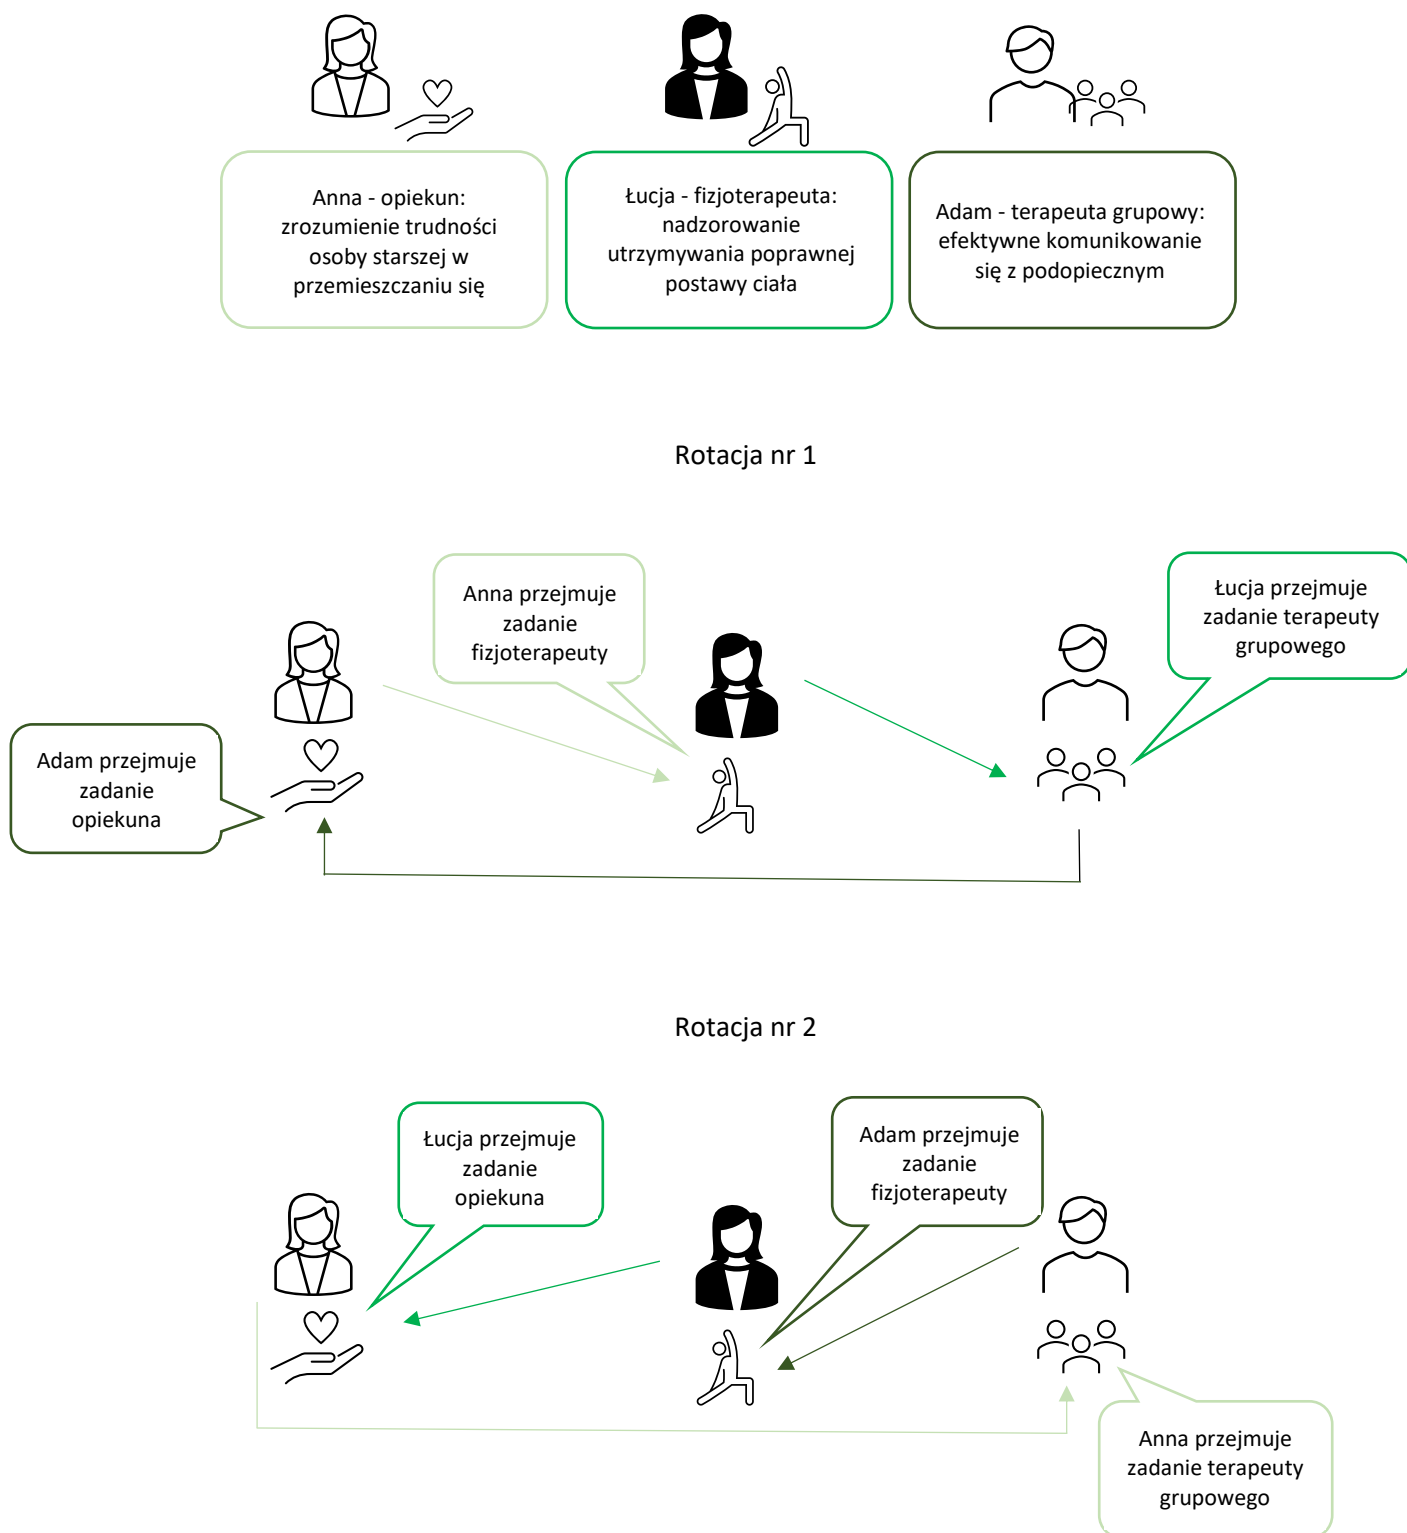 Anna - opiekun:
zrozumienie trudności
osoby starszej w
przemieszczaniu się
Łucja - fizjoterapeuta:
nadzorowanie
utrzymywania poprawnej
postawy ciała
Adam - terapeuta grupowy:
efektywne komunikowanie
się z podopiecznym
Rotacja nr 1
Anna przejmuje
zadanie
fizjoterapeuty
Łucja przejmuje
zadanie terapeuty
grupowego
Adam przejmuje
zadanie
opiekuna
Rotacja nr 2
Łucja przejmuje
zadanie
opiekuna
Adam przejmuje
zadanie
fizjoterapeuty
Anna przejmuje
zadanie terapeuty
grupowego